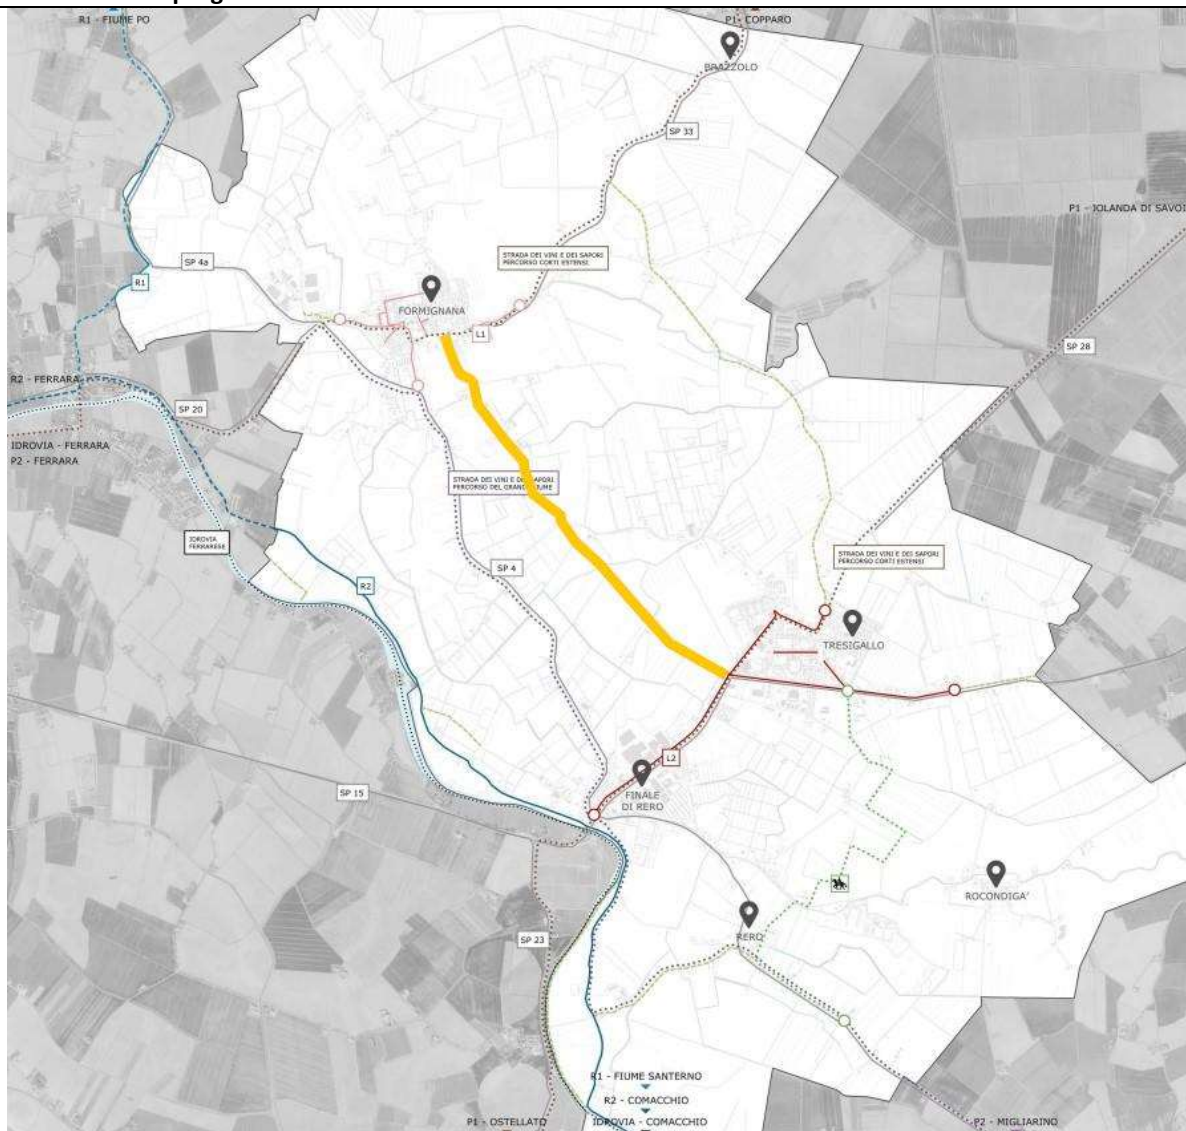 R1 - FIUME PO
P1 - COPPARO
BRAZZOLO
SP 33
P1 - IOLANDA DI SAVOI
SP 4a
STRADA DEI VINI E DEI SAPORI
PERCORSO CORTI ESTENSI
R1
FORMIGNANA
L1
SP 28
R2 - FERRARA
SP 20
IDROVIA - FERRARA
P2 - FERRARA
STRADA DEI VINI E DEI SAPORI
PERCORSO DEL GRANDE FIUME
IDROVIA
FERRARESE
STRADA DEI VINI E DEI SAPORI
PERCORSO CORTI ESTENSI
SP 4
R2
TRESIGALLO
L2
FINALE
DI RERO
SP 15
ROCONDIGA'
RERO
SP 23
R1 - FIUME SANTERNO
R2 - COMACCHIO
P1 - OSTELLATO
IDROVIA - COMACCHIO
P2 - MIGLIARINO